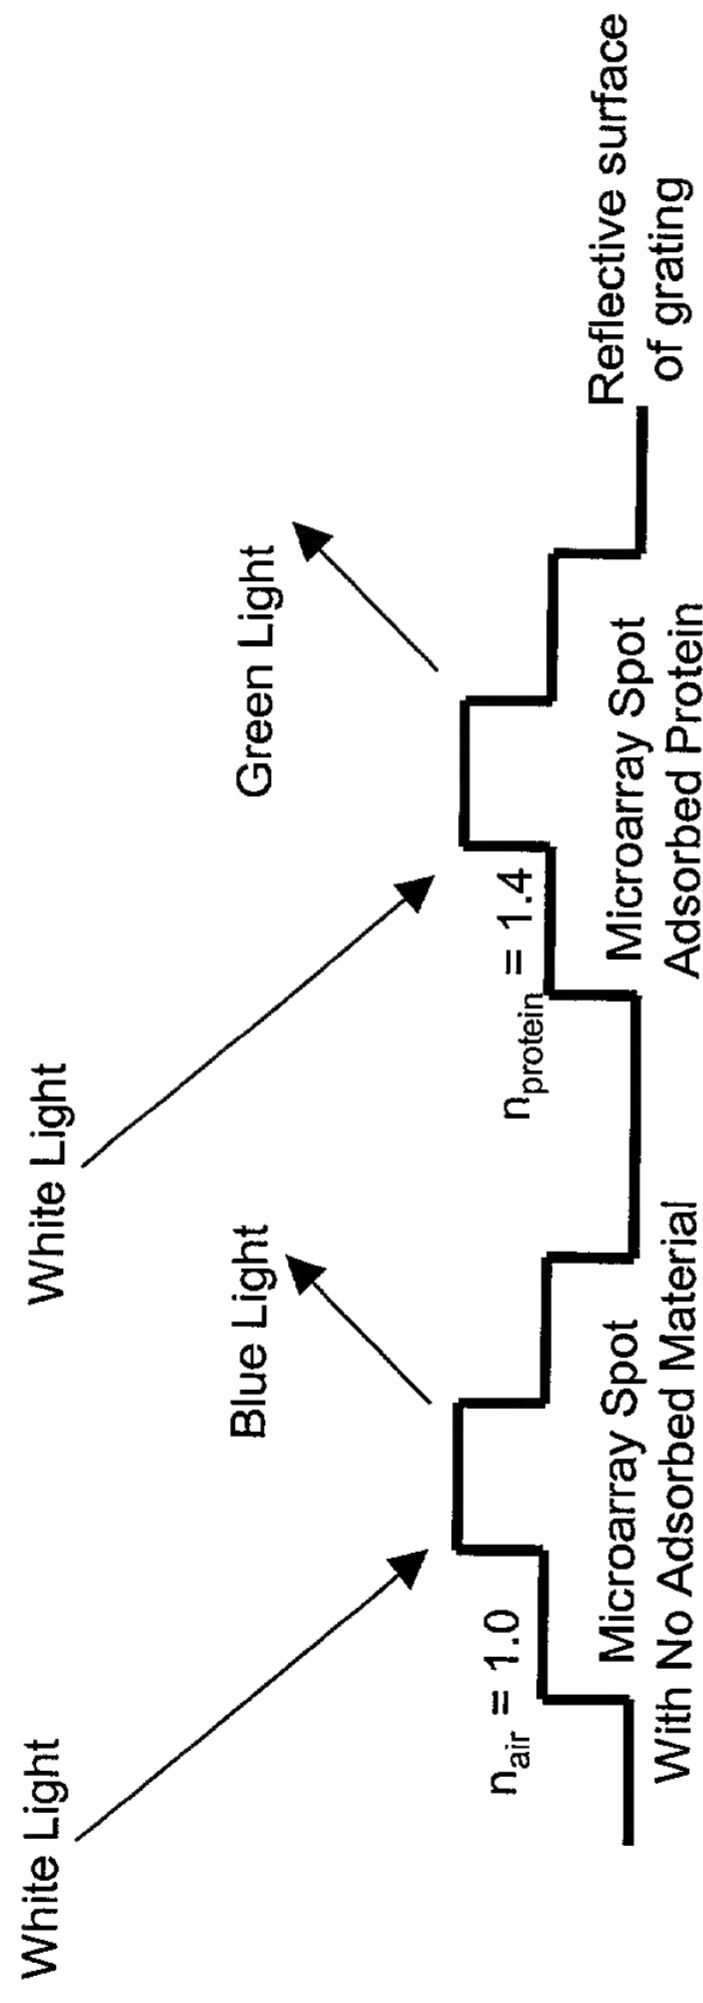 White Light
White Light
Blue Light
Green Light
n_air = 1.0
n_protein = 1.4
Microarray Spot
With No Adsorbed Material
Microarray Spot
Adsorbed Protein
Reflective surface
of grating